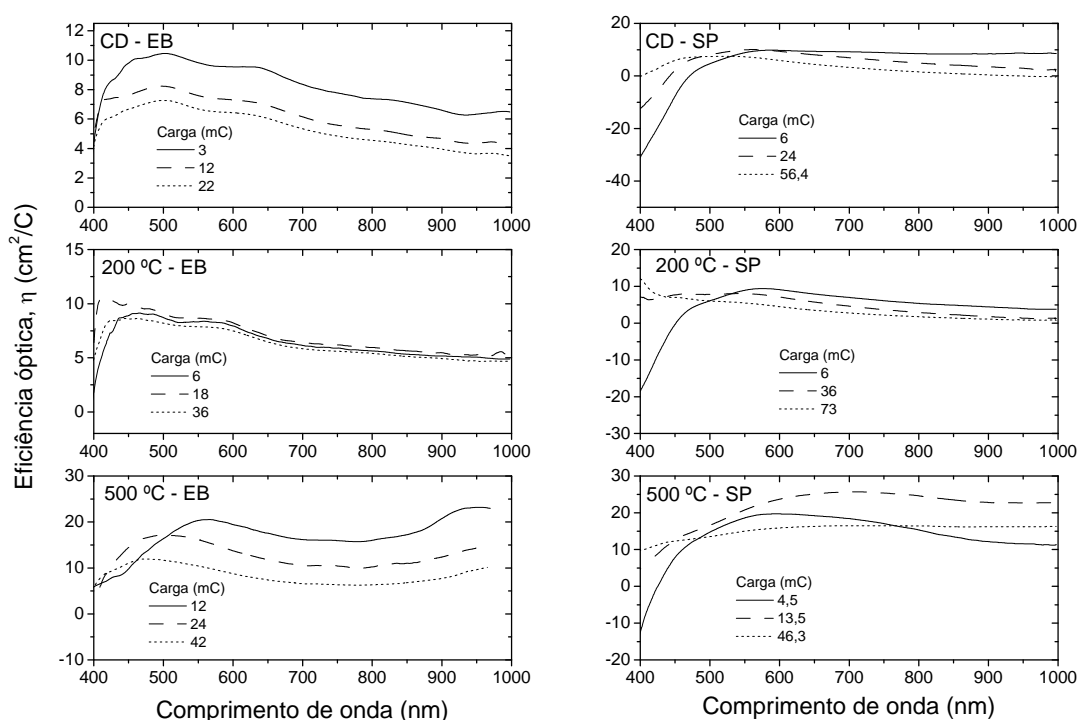 Eficiência óptica, η (cm²/C)
CD - EB
12
10
8
6
4
2
0
Carga (mC)
3
12
22
400 500 600 700 800 900 1000
CD - SP
20
10
0
-20
-40
Carga (mC)
6
24
56,4
400 500 600 700 800 900 1000
200 ºC - EB
15
10
5
0
Carga (mC)
6
18
36
400 500 600 700 800 900 1000
200 ºC - SP
20
10
0
-10
-20
-30
Carga (mC)
6
36
73
400 500 600 700 800 900 1000
500 ºC - EB
30
20
10
0
-10
Carga (mC)
12
24
42
400 500 600 700 800 900 1000
Comprimento de onda (nm)
500 ºC - SP
30
20
10
0
-10
-20
Carga (mC)
4,5
13,5
46,3
400 500 600 700 800 900 1000
Comprimento de onda (nm)